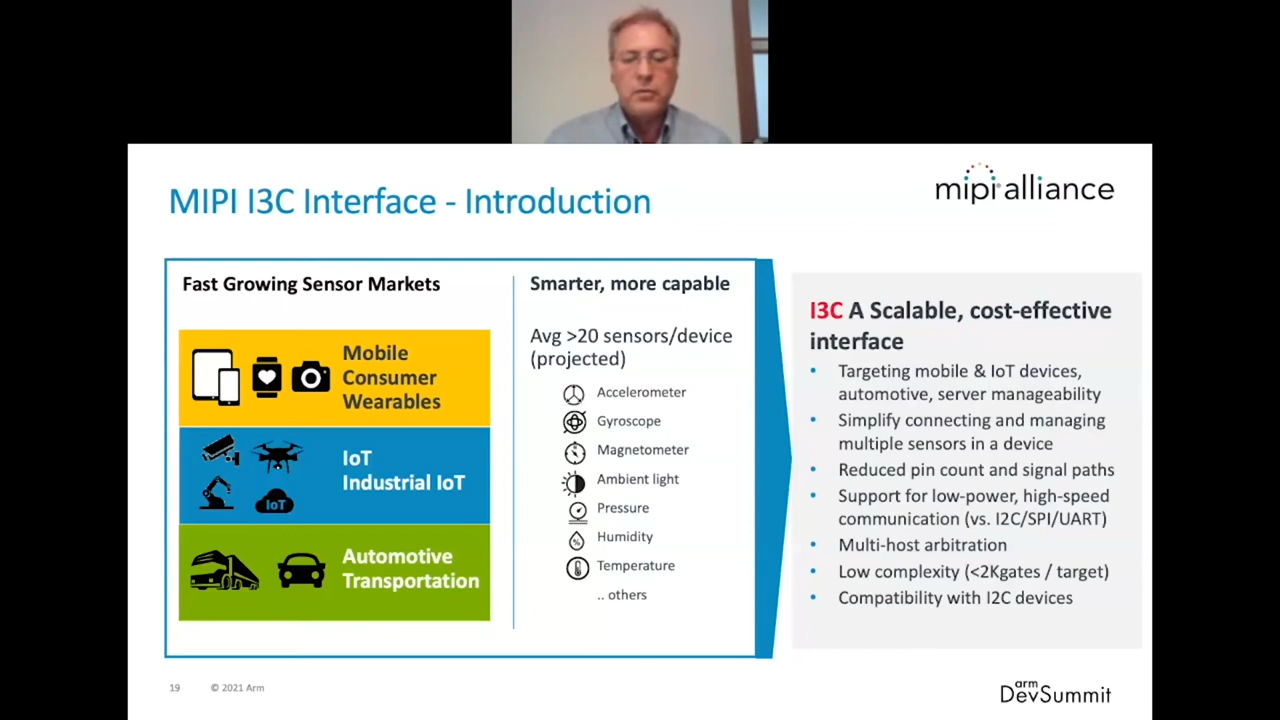 MIPI I3C Interface - Introduction
mipi alliance
Fast Growing Sensor Markets
Mobile
Consumer
Wearables
IoT
Industrial IoT
IoT
Automotive
Transportation
Smarter, more capable
Avg >20 sensors/device
(projected)
Accelerometer
Gyroscope
Magnetometer
Ambient light
Pressure
%
Humidity
Temperature
.. others
I3C A Scalable, cost-effective
interface
• Targeting mobile & IoT devices,
automotive, server manageability
• Simplify connecting and managing
multiple sensors in a device
• Reduced pin count and signal paths
• Support for low-power, high-speed
communication (vs. I2C/SPI/UART)
• Multi-host arbitration
• Low complexity (<2Kgates / target)
• Compatibility with I2C devices
19 © 2021 Arm
arm
DevSummit